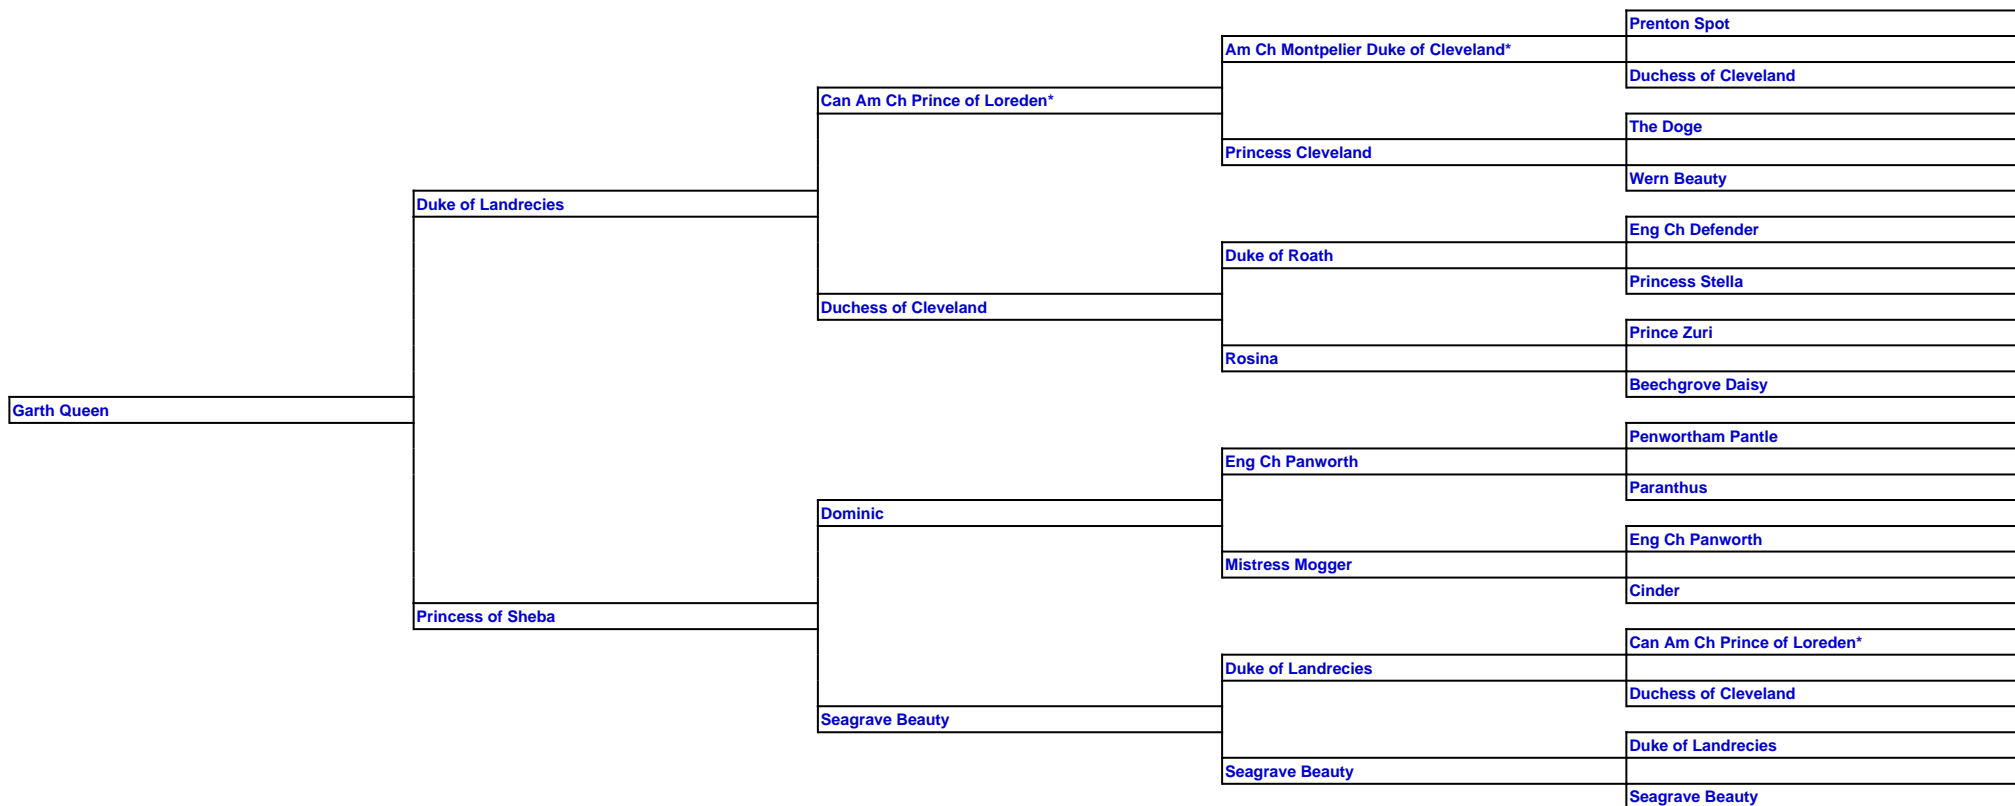 Prenton Spot
Am Ch Montpelier Duke of Cleveland*
Duchess of Cleveland
Can Am Ch Prince of Loreden*
The Doge
Princess Cleveland
Wern Beauty
Duke of Landrecies
Eng Ch Defender
Duke of Roath
Princess Stella
Duchess of Cleveland
Prince Zuri
Rosina
Beechgrove Daisy
Garth Queen
Penwortham Pantle
Eng Ch Panworth
Paranthus
Dominic
Eng Ch Panworth
Mistress Mogger
Cinder
Princess of Sheba
Can Am Ch Prince of Loreden*
Duke of Landrecies
Duchess of Cleveland
Seagrave Beauty
Duke of Landrecies
Seagrave Beauty
Seagrave Beauty